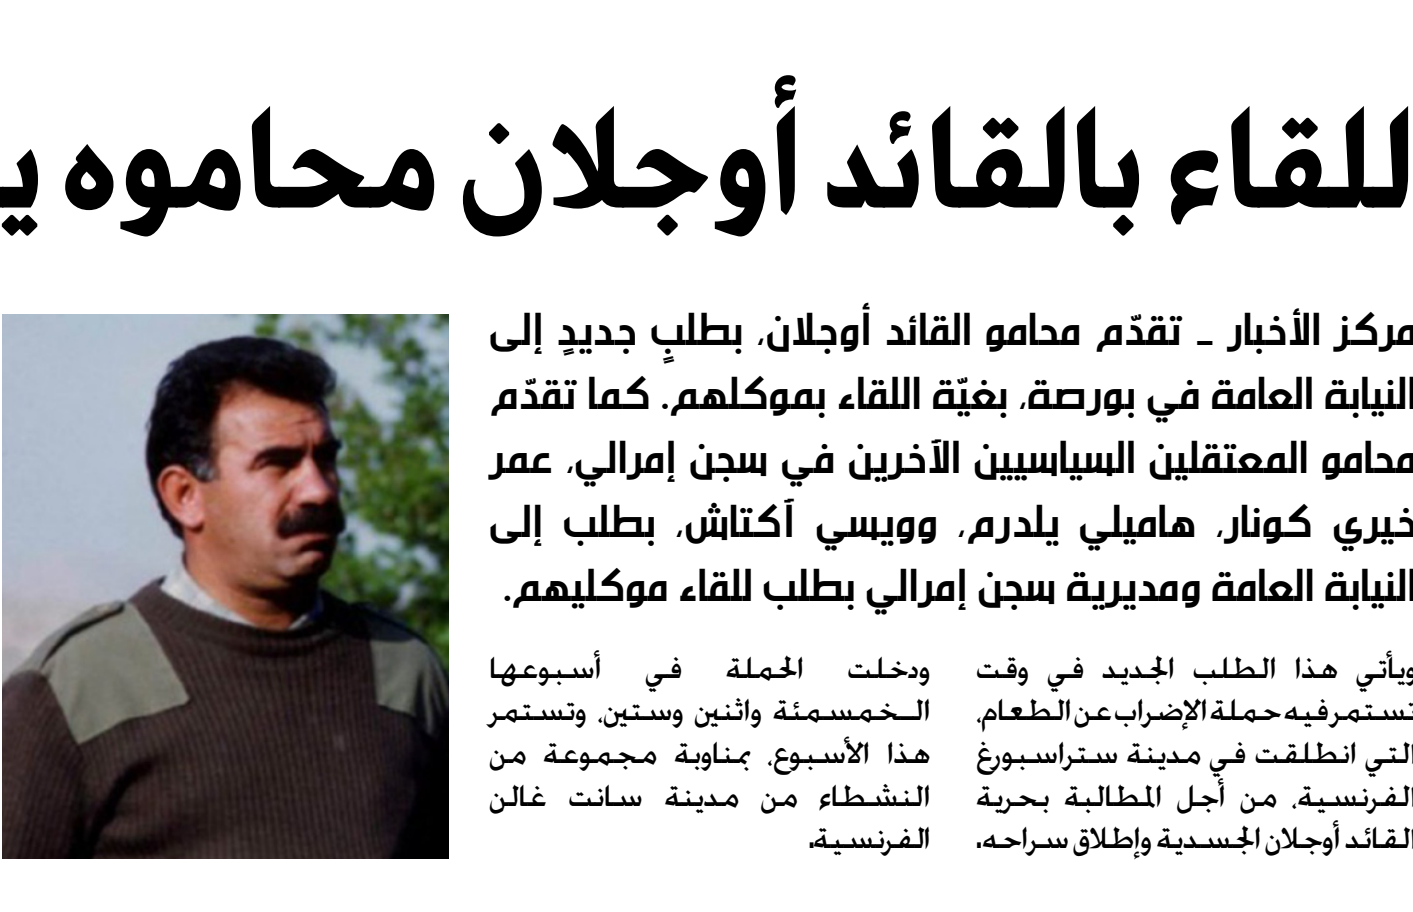 للقاء بالقائد أوجلان محاموه يـ
مركز الأخبار ــ تقدّم محامو القائد أوجلان، بطلبٍ جديدٍ إلى
النيابة العامة في بورصة، بغيّة اللقاء بموكلهم. كما تقدّم
محامو المعتقلين السياسيين الآخرين في سجن إمرالي، عمر
خيري كونار، هاميلي يلدرم، وويسي آكتاش، بطلب إلى
النيابة العامة ومديرية سجن إمرالي بطلب للقاء موكليهم.
ويأتي هذا الطلب الجديد في وقت
تستمر فيه حملة الإضراب عن الطعام،
التي انطلقت في مدينة ستراسبورغ
الفرنسية، من أجل المطالبة بحرية
القائد أوجلان الجسدية وإطلاق سراحه.
ودخلت الحملة في أسبوعها
الـخمسمئة واثنين وستين، وتستمر
هذا الأسبوع، بمناوبة مجموعة من
النشطاء من مدينة سانت غالن
الفرنسية.